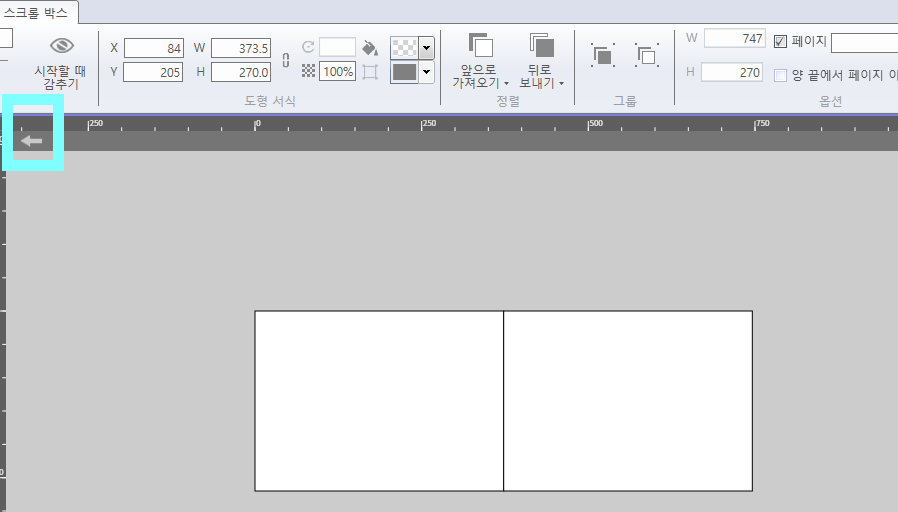 스크롤 박스
시작할 때
감추기
X 84 W 373.5
Y 205 H 270.0
100%
도형 서식
앞으로
가져오기
뒤로
보내기
정렬
그룹
W 747
H 270
페이지
양 끝에서 페이지 이
옵션
250 0 250 500 750
0